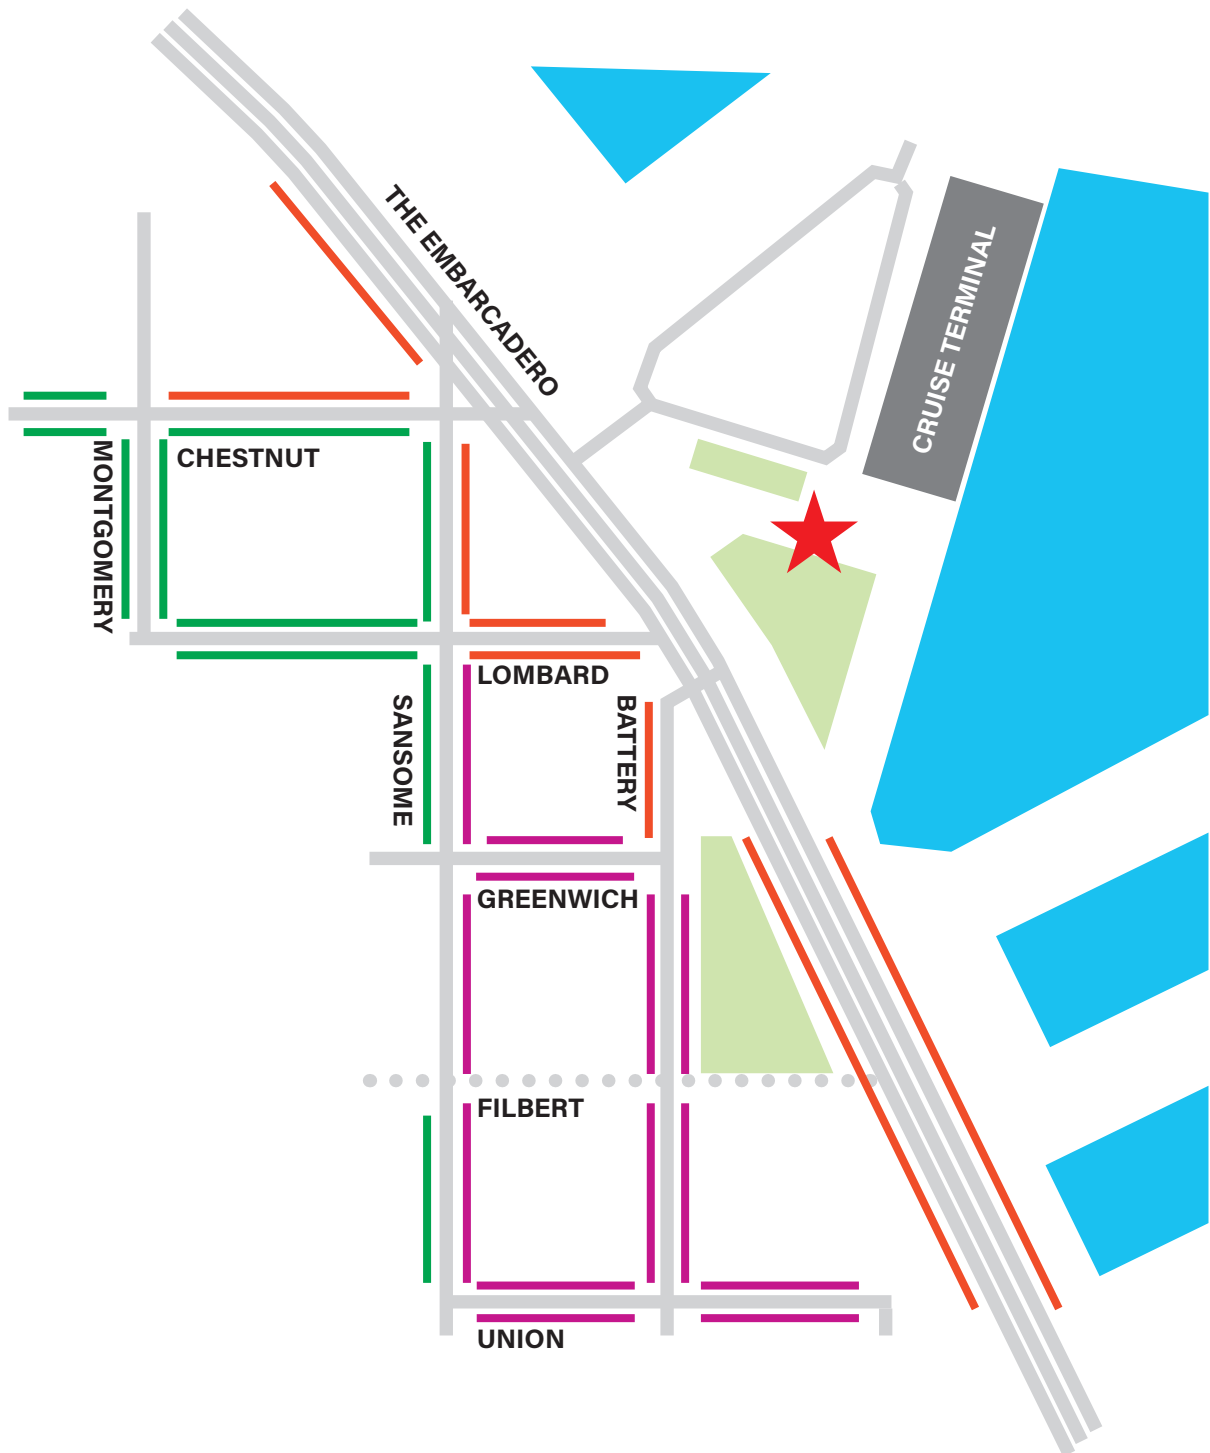 THE EMBARCADERO
CRUISE TERMINAL
CHESTNUT
MONTGOMERY
LOMBARD
SANSOME
BATTERY
GREENWICH
FILBERT
UNION